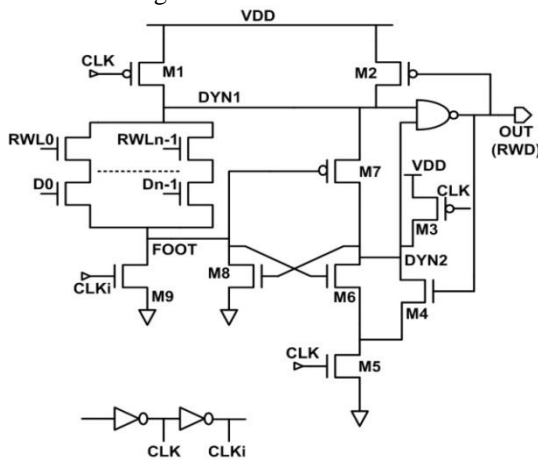 VDD
CLK
M1
M2
DYN1
RWL0
RWLn-1
OUT
(RWD)
M7
VDD
CLK
D0
Dn-1
M3
FOOT
M8
DYN2
CLKi
M6
M9
M4
CLK
M5
CLK
CLKi